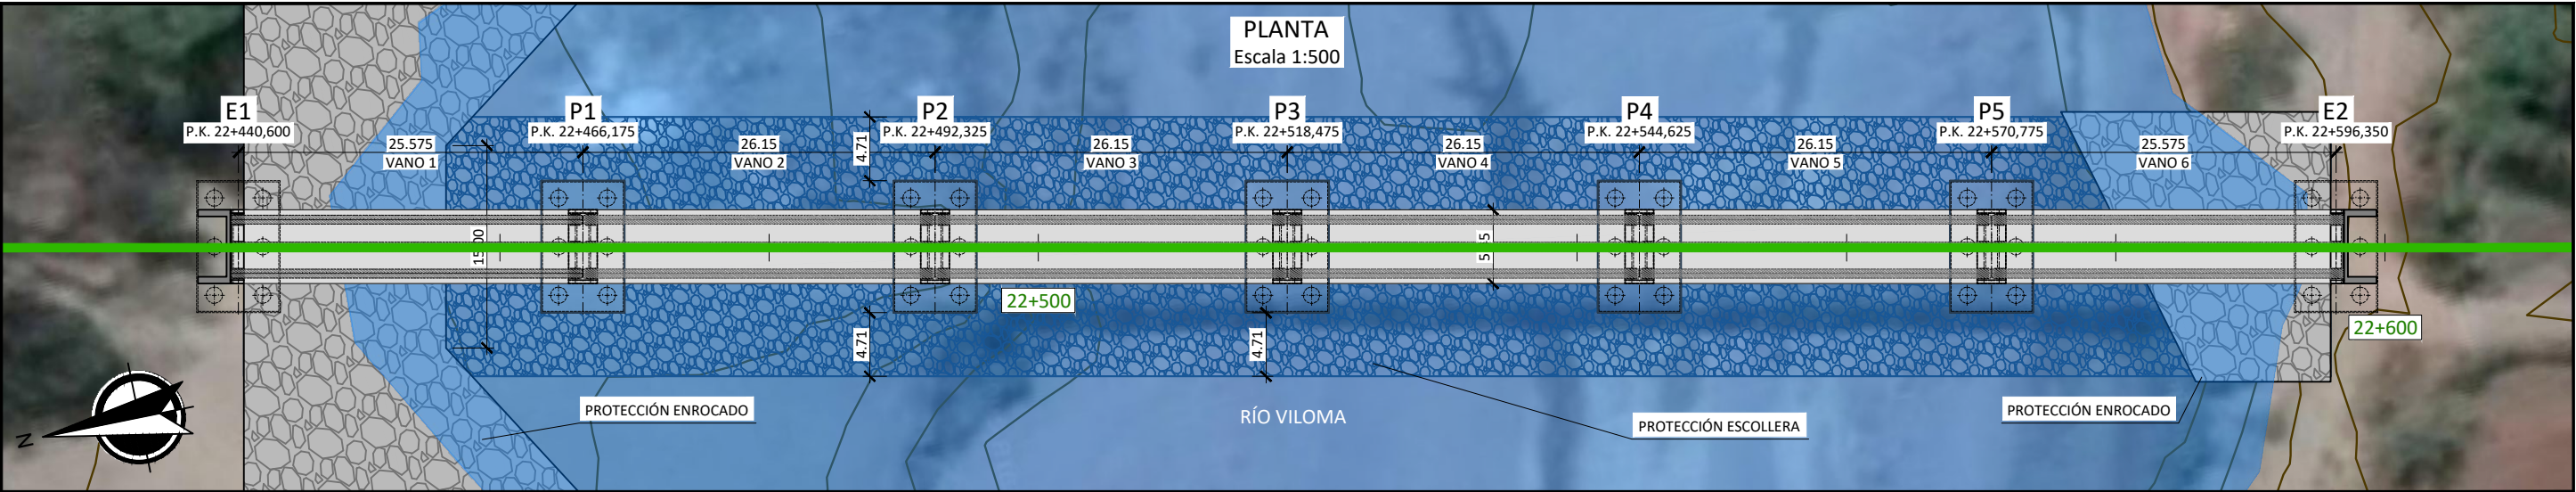 PLANTA
Escala 1:500
E1
P.K. 22+440,600
P1
P.K. 22+466,175
P2
P.K. 22+492,325
P3
P.K. 22+518,475
P4
P.K. 22+544,625
P5
P.K. 22+570,775
E2
P.K. 22+596,350
25.575
VANO 1
26.15
VANO 2
4.71
26.15
VANO 3
26.15
VANO 4
26.15
VANO 5
25.575
VANO 6
22+500
22+600
4.71
4.71
N
PROTECCIÓN ENROCADO
RÍO VILOMA
PROTECCIÓN ESCOLLERA
PROTECCIÓN ENROCADO